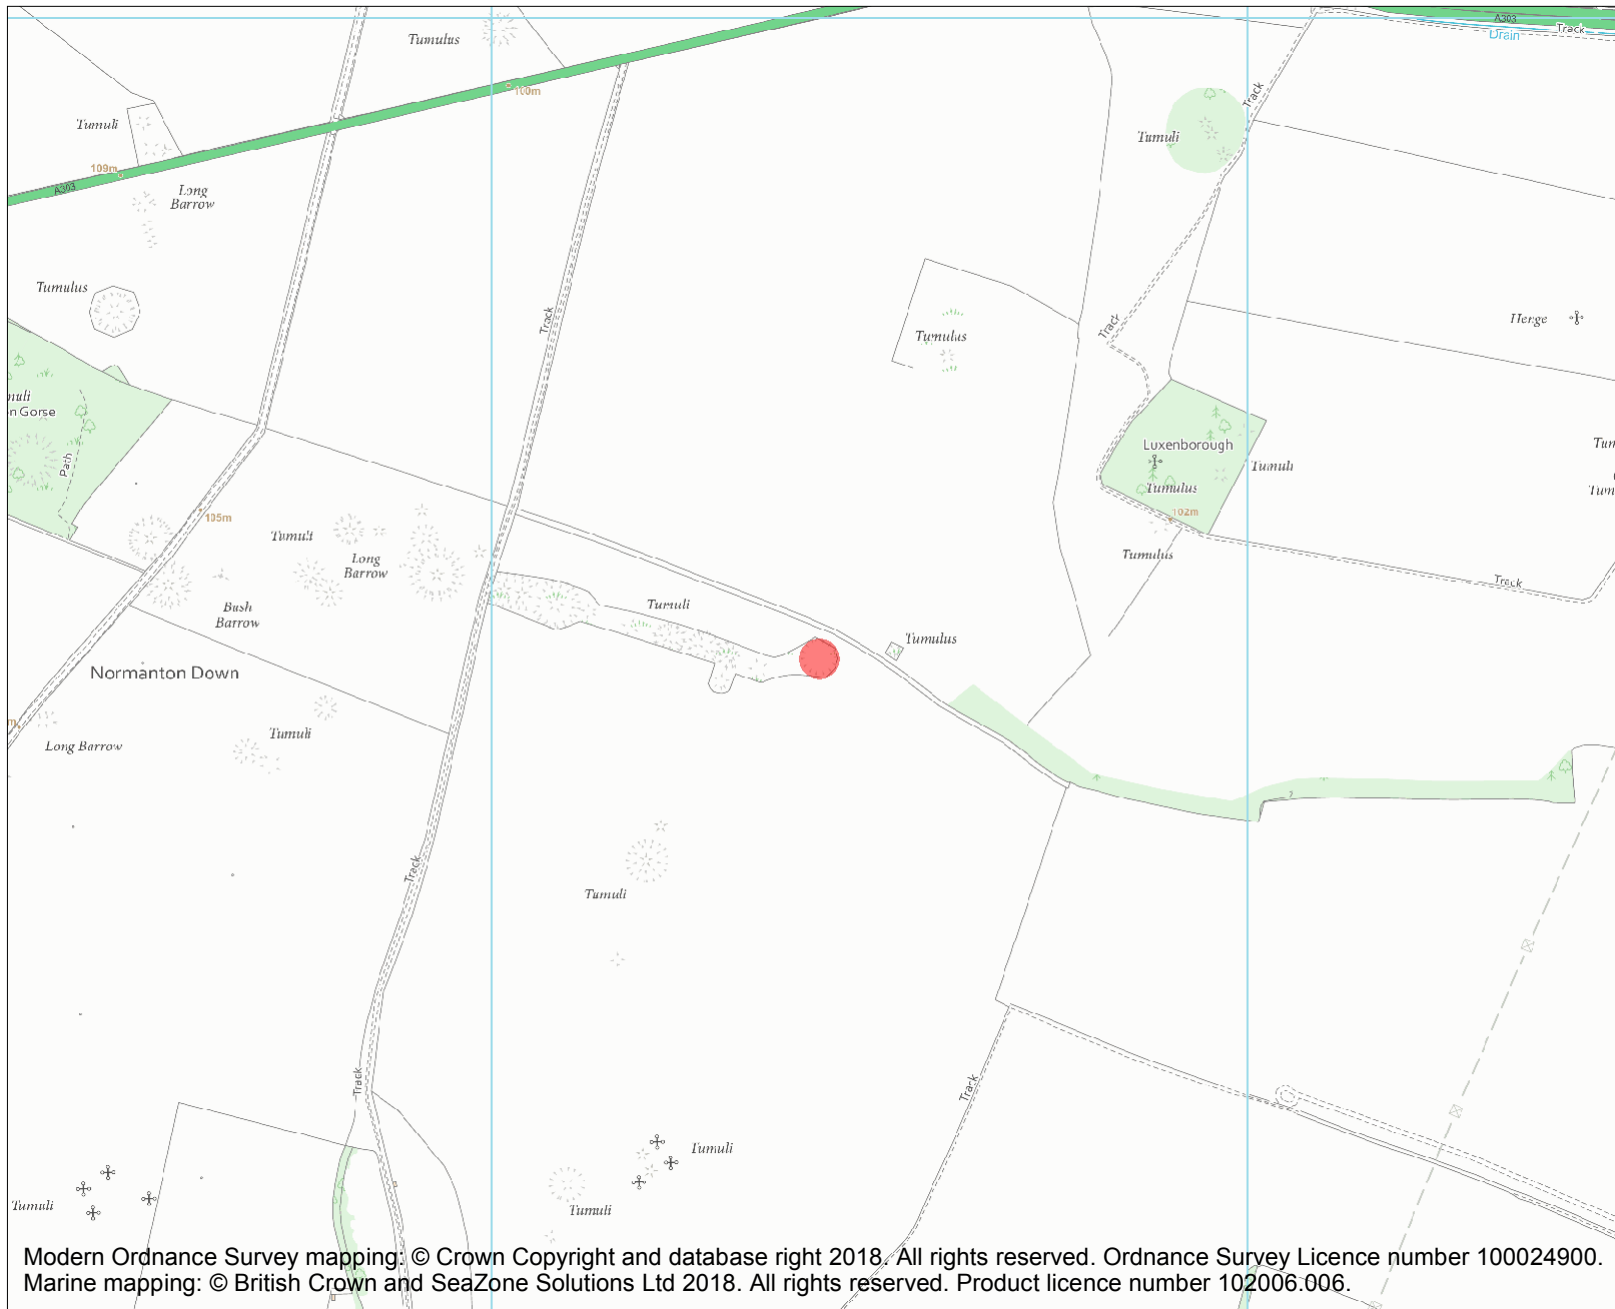 A303
Track
Drain
Tumulus
100m
Track
Tumuli
Tumuli
109m
A303
Long
Barrow
Tumulus
Track
Track
Henge
Tumulus
n Gorse
Luxenborough
Path
Tumuli
Tumulus
102m
105m
Tumuli
Long
Barrow
Tumulus
Track
Bush
Barrow
Tumuli
Tumulus
Normanton Down
Tumuli
Long Barrow
Track
Tumuli
Track
Track
Tumuli
Tumuli
Tumuli
Modern Ordnance Survey mapping: © Crown Copyright and database right 2018. All rights reserved. Ordnance Survey Licence number 100024900.
Marine mapping: © British Crown and SeaZone Solutions Ltd 2018. All rights reserved. Product licence number 102006.006.